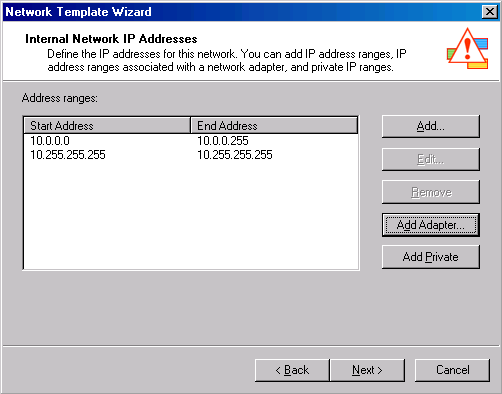 Network Template Wizard
Internal Network IP Addresses
Define the IP addresses for this network. You can add IP address ranges, IP
address ranges associated with a network adapter, and private IP ranges.
Address ranges:
Start Address End Address
10.0.0.0 10.0.0.255
10.255.255.255 10.255.255.255
Add...
Edit...
Remove
Add Adapter...
Add Private
< Back Next > Cancel